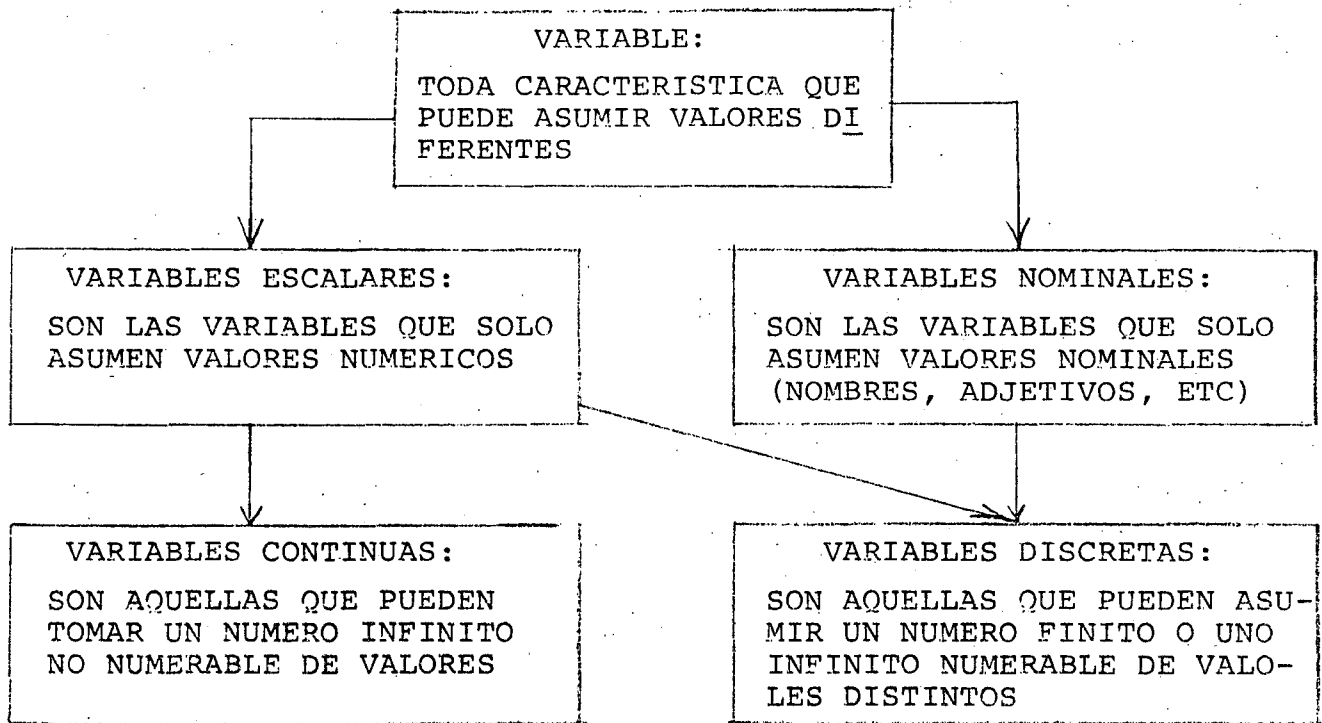 VARIABLE:
TODA CARACTERISTICA QUE
PUEDE ASUMIR VALORES DI
FERENTES
VARIABLES ESCALARES:
SON LAS VARIABLES QUE SOLO
ASUMEN VALORES NUMERICOS
VARIABLES NOMINALES:
SON LAS VARIABLES QUE SOLO
ASUMEN VALORES NOMINALES
(NOMBRES, ADJETIVOS, ETC)
VARIABLES CONTINUAS:
SON AQUELLAS QUE PUEDEN
TOMAR UN NUMERO INFINITO
NO NUMERABLE DE VALORES
VARIABLES DISCRETAS:
SON AQUELLAS QUE PUEDEN ASU-
MIR UN NUMERO FINITO O UNO
INFINITO NUMERABLE DE VALO-
LES DISTINTOS